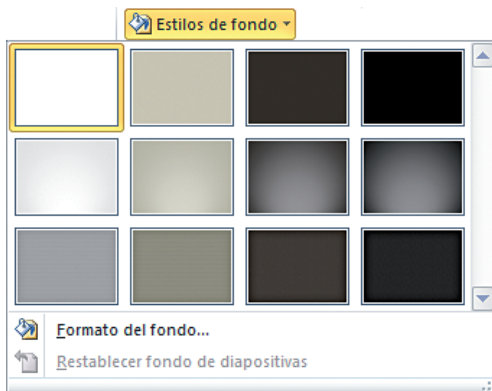 Estilos de fondo
Formato del fondo...
Restablecer fondo de diapositivas